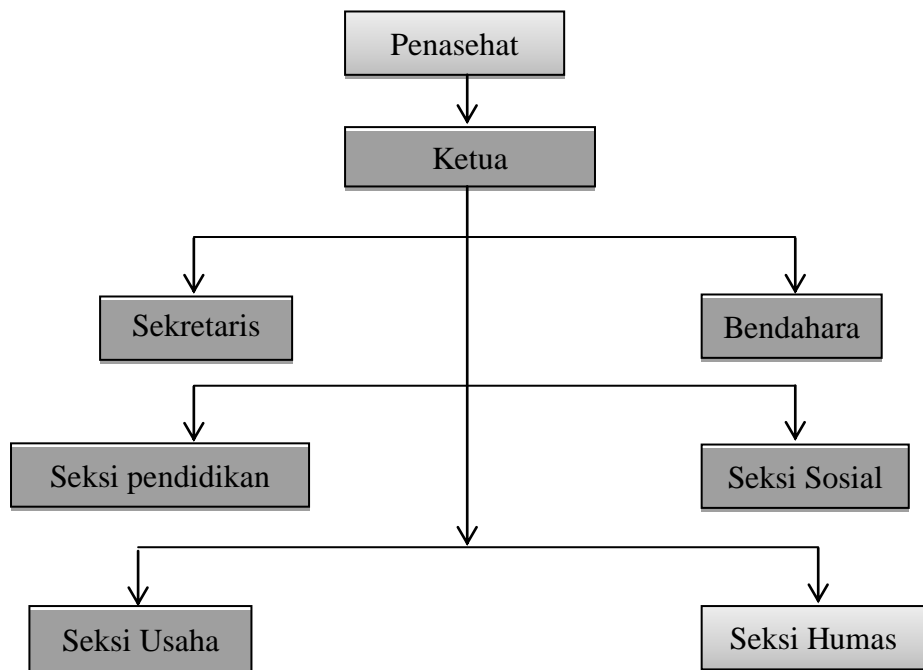 Penasehat
Ketua
Sekretaris
Bendahara
Seksi pendidikan
Seksi Sosial
Seksi Usaha
Seksi Humas